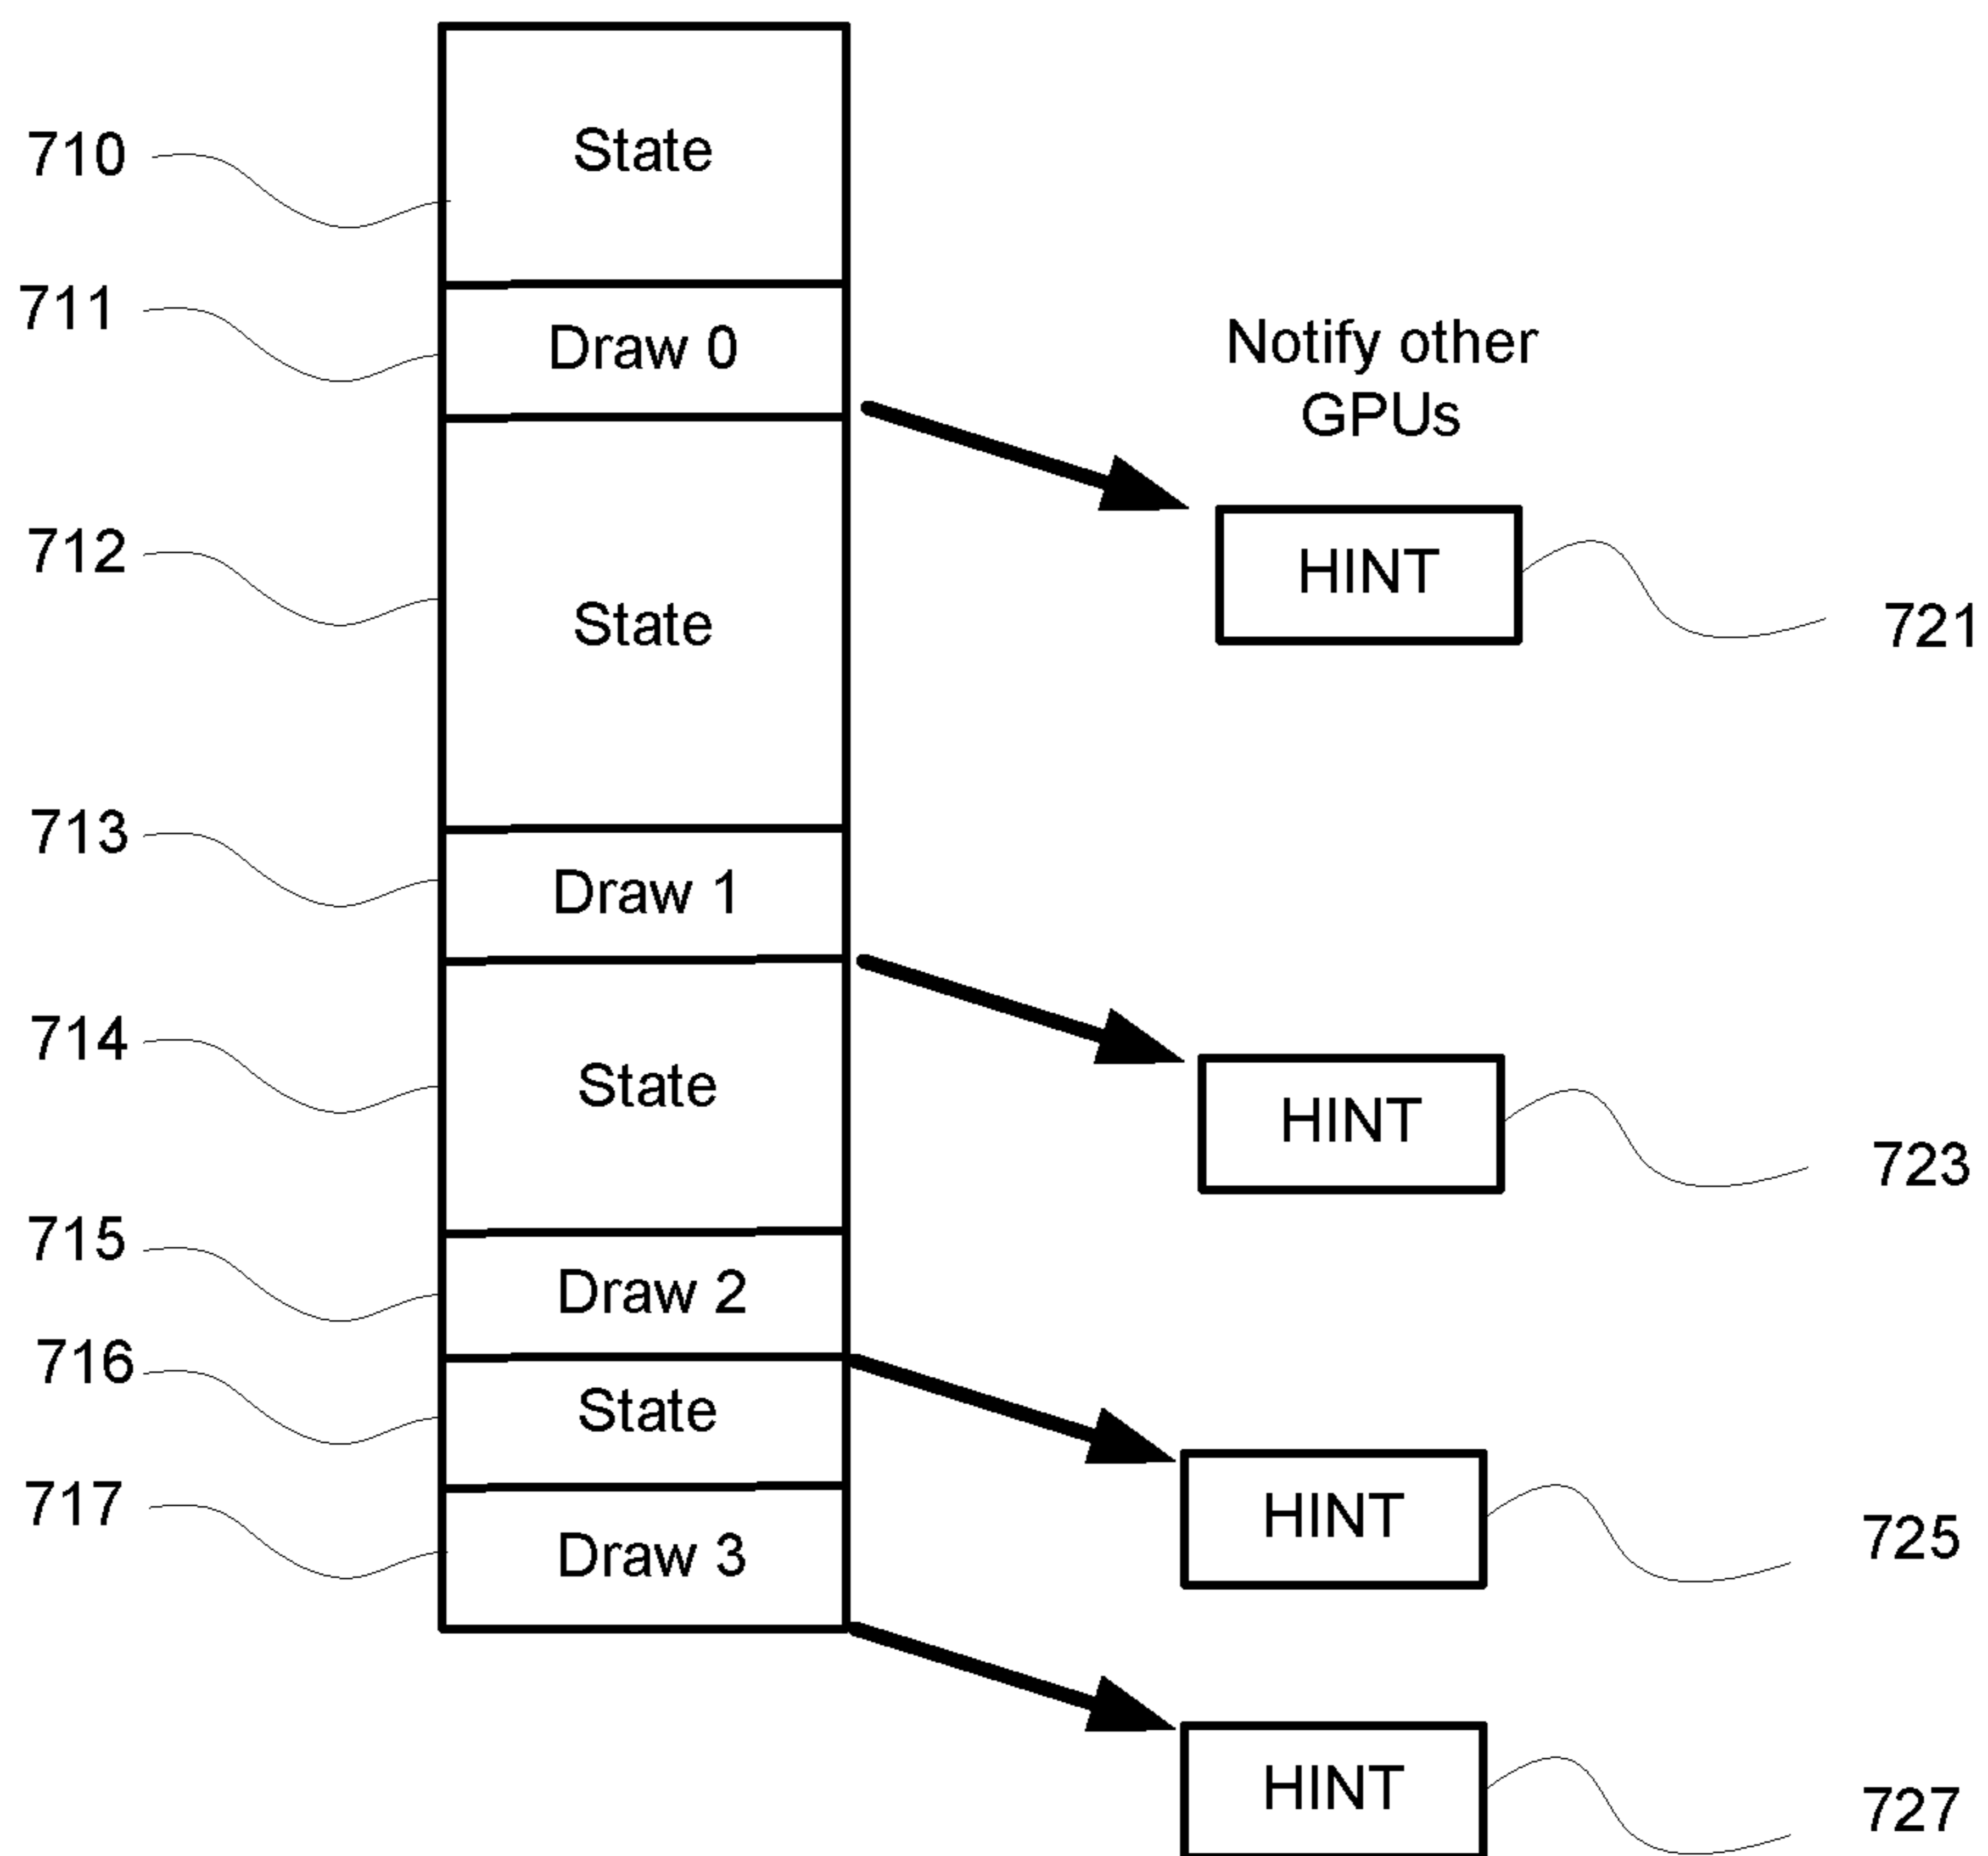 710
State
711
Draw 0
Notify other
GPUs
712
State
HINT
721
713
Draw 1
714
State
HINT
723
715
Draw 2
716
State
HINT
725
717
Draw 3
HINT
727